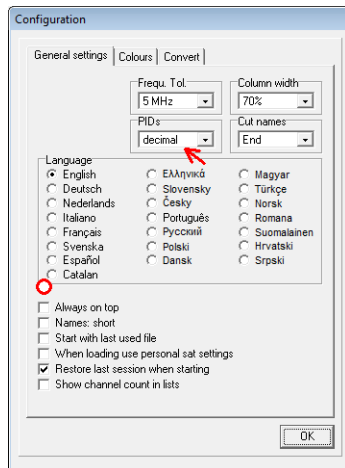 Configuration
General settings Colours Convert
Frequ. Tol. Column width
5 MHz 70%
PIDs Cut names
decimal End
Language
English Ελληνικά Magyar
Deutsch Slovensky Türkçe
Nederlands Česky Norsk
Italiano Português Romana
Français Русский Suomalainen
Svenska Polski Hrvatski
Español Dansk Srpski
Catalan
Always on top
Names: short
Start with last used file
When loading use personal sat settings
Restore last session when starting
Show channel count in lists
OK